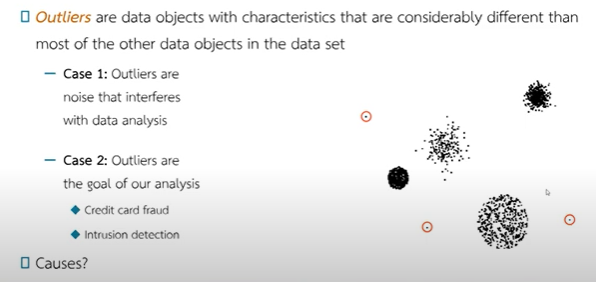 Outliers are data objects with characteristics that are considerably different than
most of the other data objects in the data set
– Case 1: Outliers are
noise that interferes
with data analysis
– Case 2: Outliers are
the goal of our analysis
◆ Credit card fraud
◆ Intrusion detection
Causes?